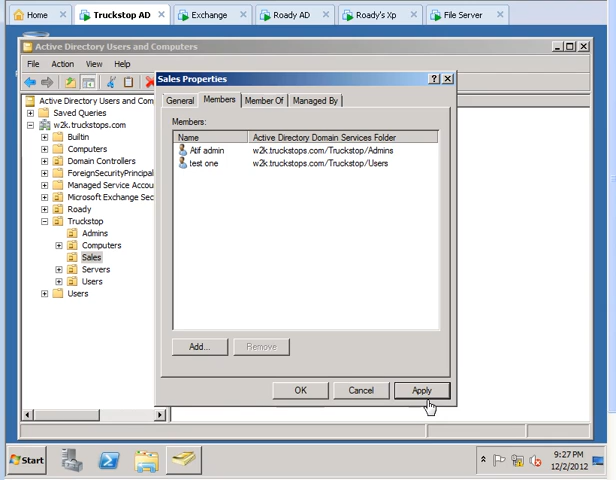 Home
Truckstop AD
Exchange
Roady AD
Roady's Xp
File Server
Active Directory Users and Computers
File Action View Help
Sales Properties
General Members Member Of Managed By
Members:
Name Active Directory Domain Services Folder
Atif admin w2k.truckstops.com/Truckstop/Admins
test one w2k.truckstops.com/Truckstop/Users
Add... Remove
OK Cancel Apply
Active Directory Users and Com
Saved Queries
w2k.truckstops.com
Builtin
Computers
Domain Controllers
ForeignSecurityPrincipal
Managed Service Accou
Microsoft Exchange Sec
Roady
Truckstop
Admins
Computers
Sales
Servers
Users
Users
Start
9:27 PM
12/2/2012